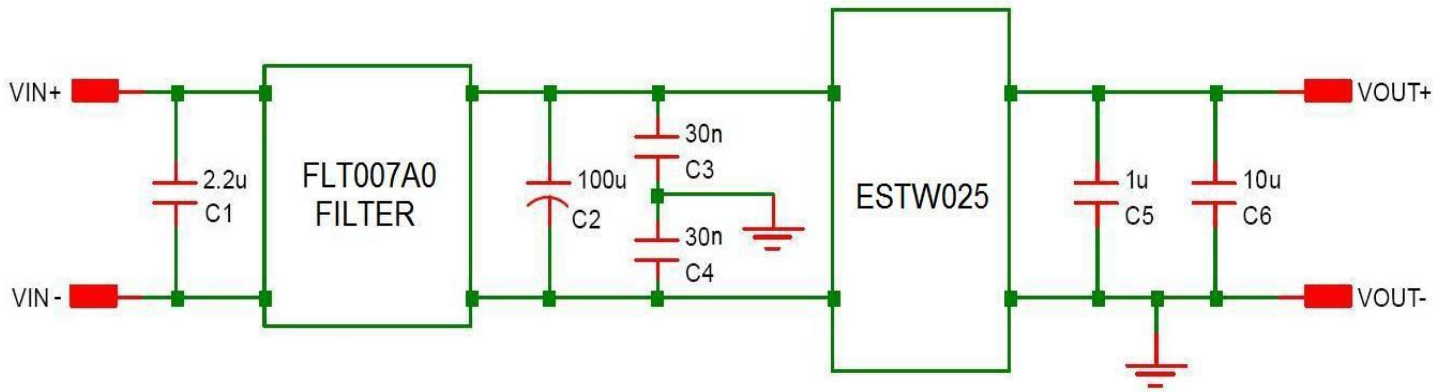 VIN+
VIN -
2.2u
C1
FLT007A0
FILTER
100u
C2
30n
C3
30n
C4
ESTW025
1u
C5
10u
C6
VOUT+
VOUT-